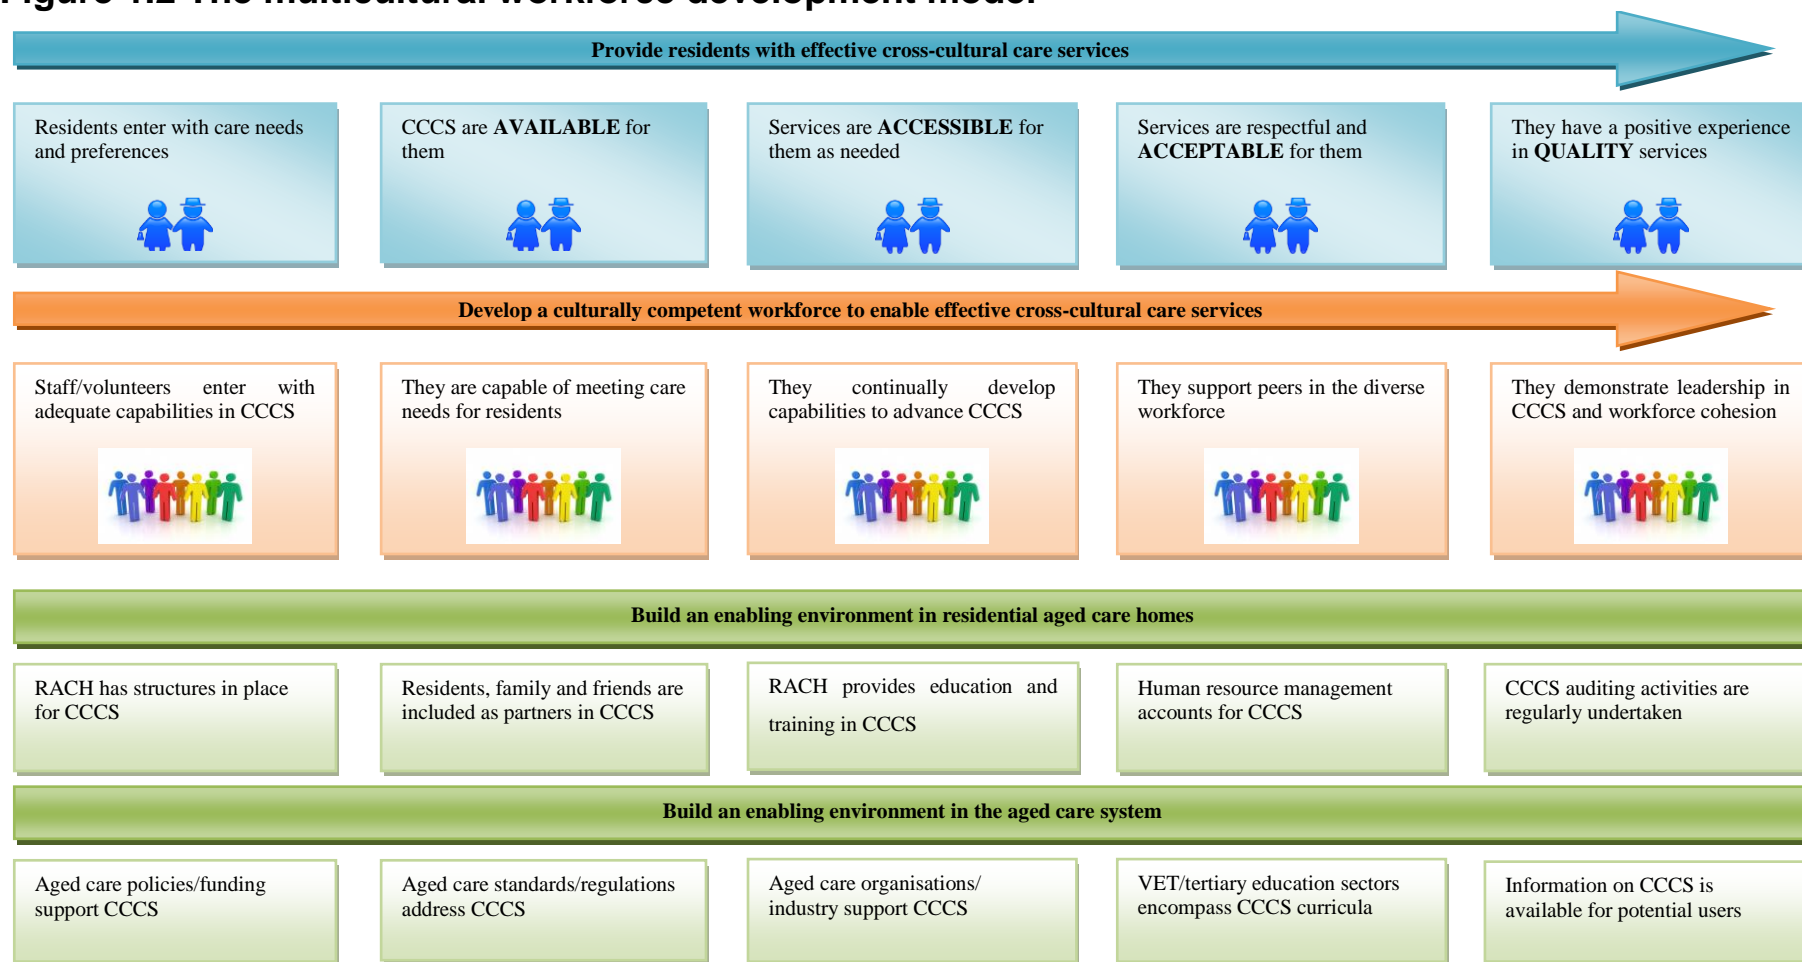 Figure 1.2 The multicultural workforce development model
Provide residents with effective cross-cultural care services
Residents enter with care needs
and preferences
CCCS are AVAILABLE for
them
Services are ACCESSIBLE for
them as needed
Services are respectful and
ACCEPTABLE for them
They have a positive experience
in QUALITY services
Develop a culturally competent workforce to enable effective cross-cultural care services
Staff/volunteers enter with
adequate capabilities in CCCS
They are capable of meeting care
needs for residents
They continually develop
capabilities to advance CCCS
They support peers in the diverse
workforce
They demonstrate leadership in
CCCS and workforce cohesion
Build an enabling environment in residential aged care homes
RACH has structures in place
for CCCS
Residents, family and friends are
included as partners in CCCS
RACH provides education and
training in CCCS
Human resource management
accounts for CCCS
CCCS auditing activities are
regularly undertaken
Build an enabling environment in the aged care system
Aged care policies/funding
support CCCS
Aged care standards/regulations
address CCCS
Aged care organisations/
industry support CCCS
VET/tertiary education sectors
encompass CCCS curricula
Information on CCCS is
available for potential users